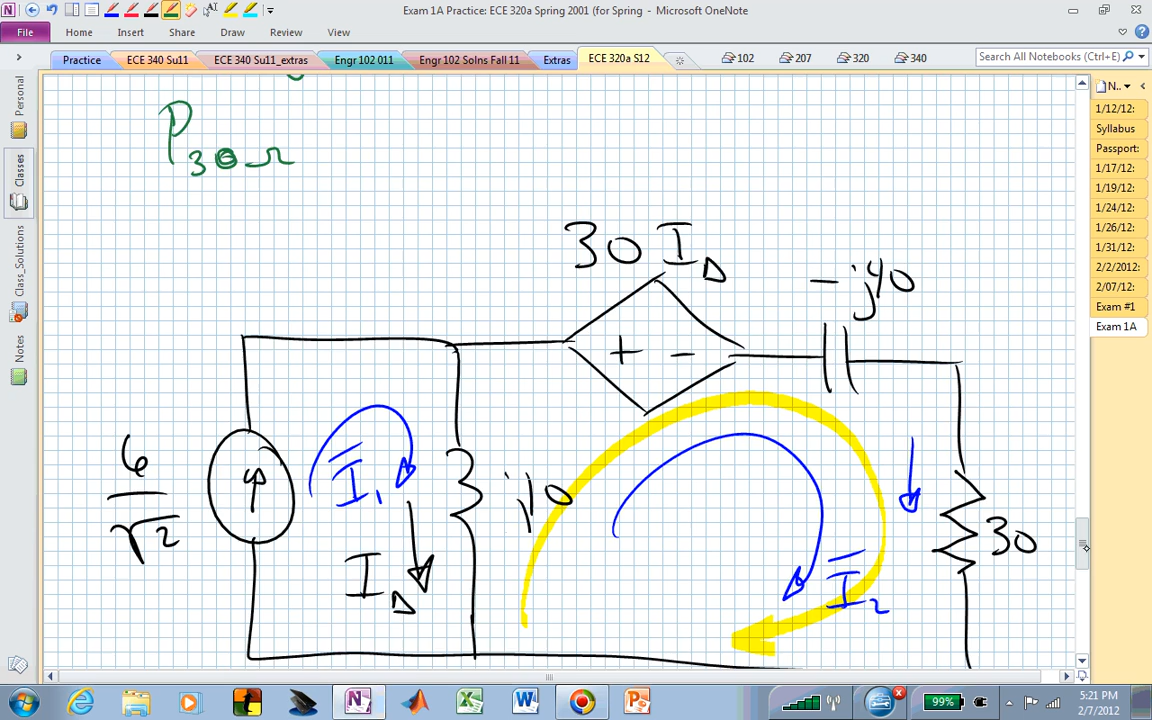 Exam 1A Practice: ECE 320a Spring 2001 (for Spring - Microsoft OneNote
File Home Insert Share Draw Review View
Practice ECE 340 Su11 ECE 340 Su11_extras Engr 102 011 Engr 102 Solns Fall 11 Extras ECE 320a S12 102 207 320 340 Search All Notebooks (Ctrl+E)
N..
Personal
Classes
Class_Solutions
Notes
1/12/12:
Syllabus
Passport:
1/17/12:
1/19/12:
1/24/12:
1/26/12:
1/31/12:
2/2/2012:
2/07/12:
Exam #1
Exam 1A
P30Ω
30 IΔ
-j40
+ -
6/√2
I1
j10
IΔ
I2
30
99%
5:21 PM
2/7/2012